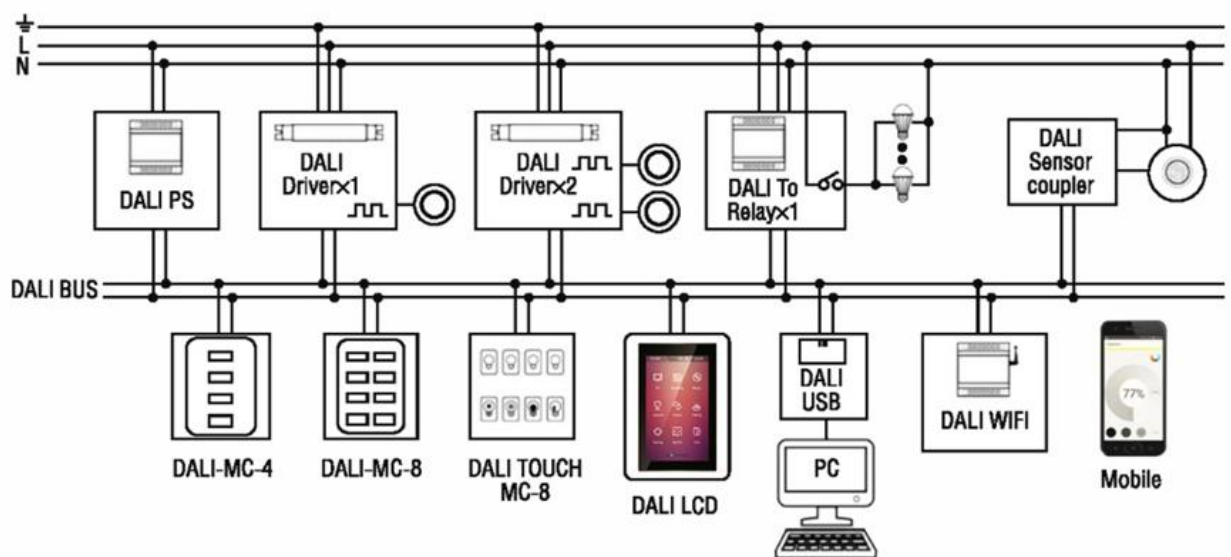 L
N
DALI PS
DALI
Driver×1
DALI
Driver×2
DALI To
Relay×1
DALI
Sensor
coupler
DALI BUS
DALI-MC-4
DALI-MC-8
DALI TOUCH
MC-8
DALI LCD
DALI
USB
PC
DALI WIFI
77%
Mobile